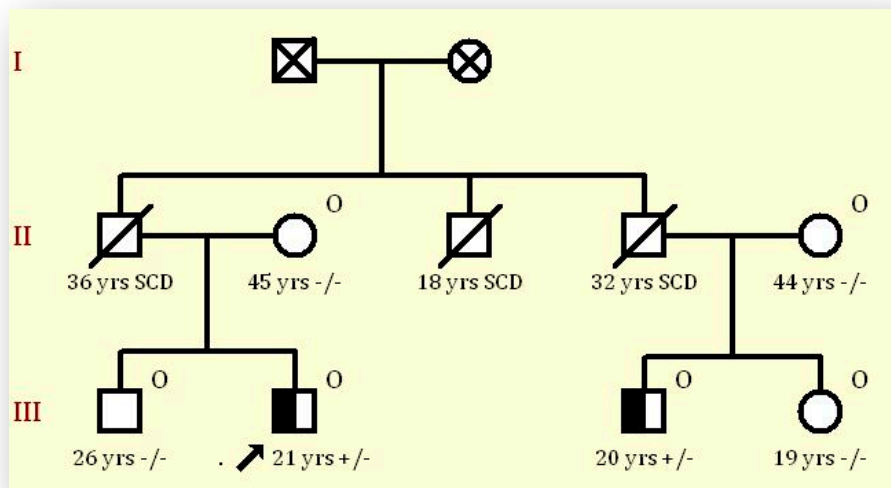 I
O O
II
36 yrs SCD 45 yrs -/- 18 yrs SCD 32 yrs SCD 44 yrs -/-
O O O O
III
26 yrs -/- . 21 yrs +/- 20 yrs +/- 19 yrs -/-